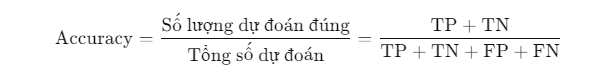 Accuracy = Số lượng dự đoán đúng / Tổng số dự đoán = TP + TN / TP + TN + FP + FN